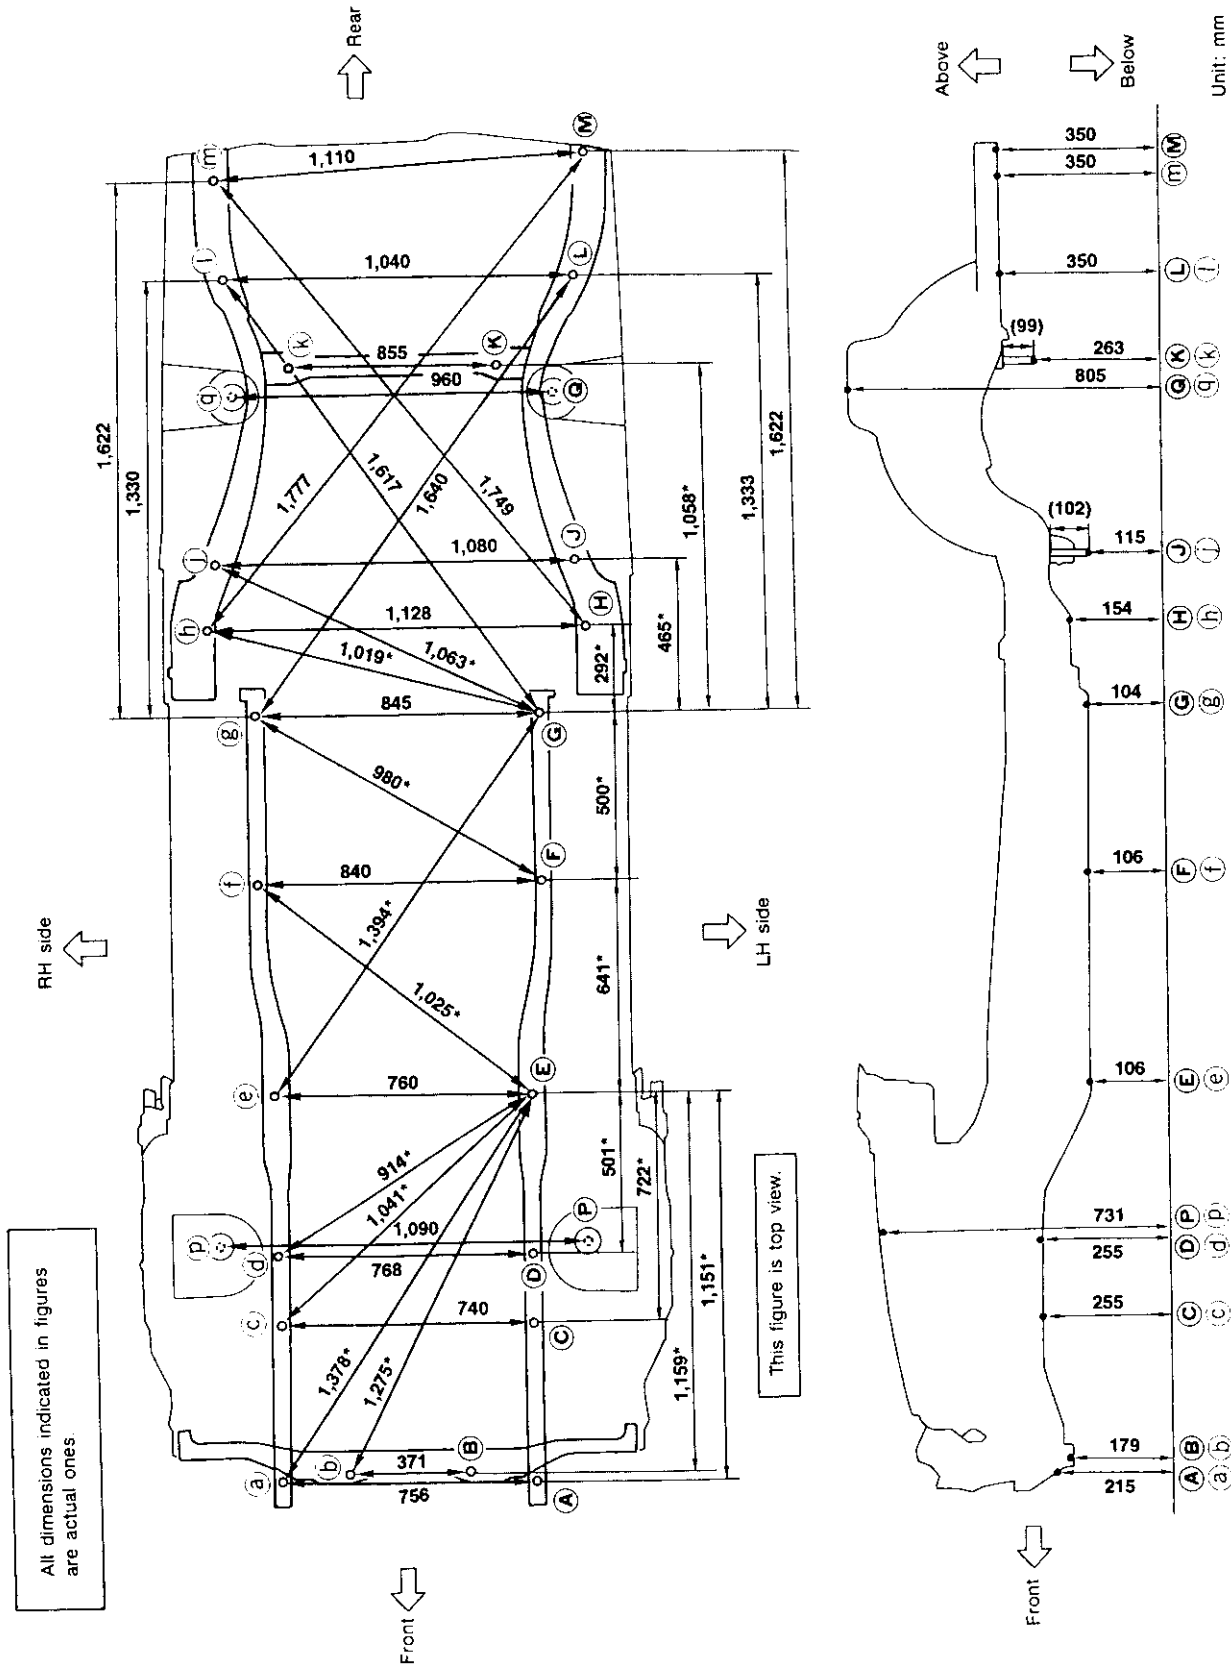 All dimensions indicated in figures
are actual ones.
RH side
Front
Rear
LH side
1,622
1,330
1,110
1,040
855
960
1,777
1,617
1,640
1,749
1,080
1,128
1,019*
1,063*
845
980*
840
1,394*
1,025*
760
914*
1,041*
1,090
768
740
1,378*
1,275*
371
756
292*
465*
1,058*
1,333
1,622
500*
641*
501*
722*
1,151*
1,159*
a
b
c
d
p
e
f
g
h
j
q
k
l
m
A
B
C
D
P
E
F
G
H
J
Q
K
L
M
This figure is top view.
Front
Above
Below
215
179
255
255
731
106
106
104
154
115
(102)
805
263
(99)
350
350
350
A B C D P E F G H J Q K L m M
a b c d p e f g h j q k l
Unit: mm